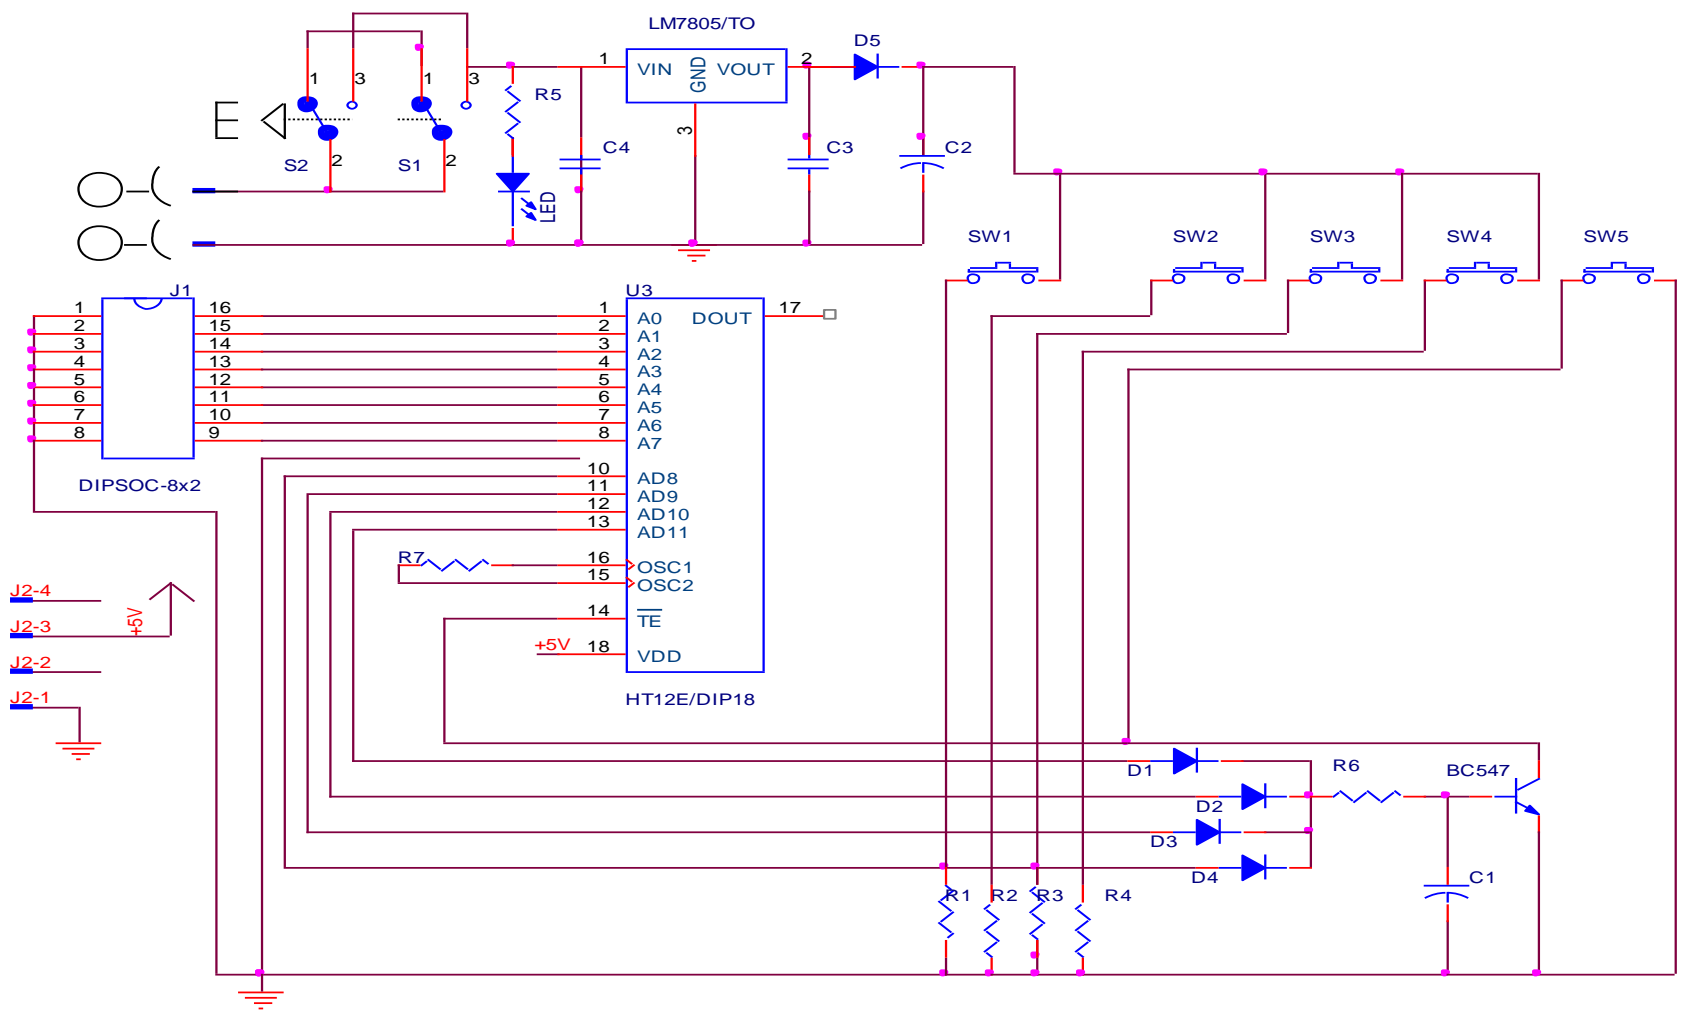 LM7805/TO
D5
1 3 1 3
1 VIN GND VOUT 2
R5
3
S2 2 S1 2
C4
C3
C2
LED
SW1 SW2 SW3 SW4 SW5
J1
U3
1 16 1 A0 DOUT 17
2 15 2 A1
3 14 3 A2
4 13 4 A3
5 12 5 A4
6 11 6 A5
7 10 7 A6
8 9 8 A7
10 AD8
DIPSOC-8x2
11 AD9
12 AD10
13 AD11
R7 16 OSC1
15 OSC2
J2-4
+5V
14 TE
J2-3
+5V 18 VDD
J2-2
J2-1
HT12E/DIP18
D1
R6
BC547
D2
D3
D4
C1
R1 R2 R3 R4